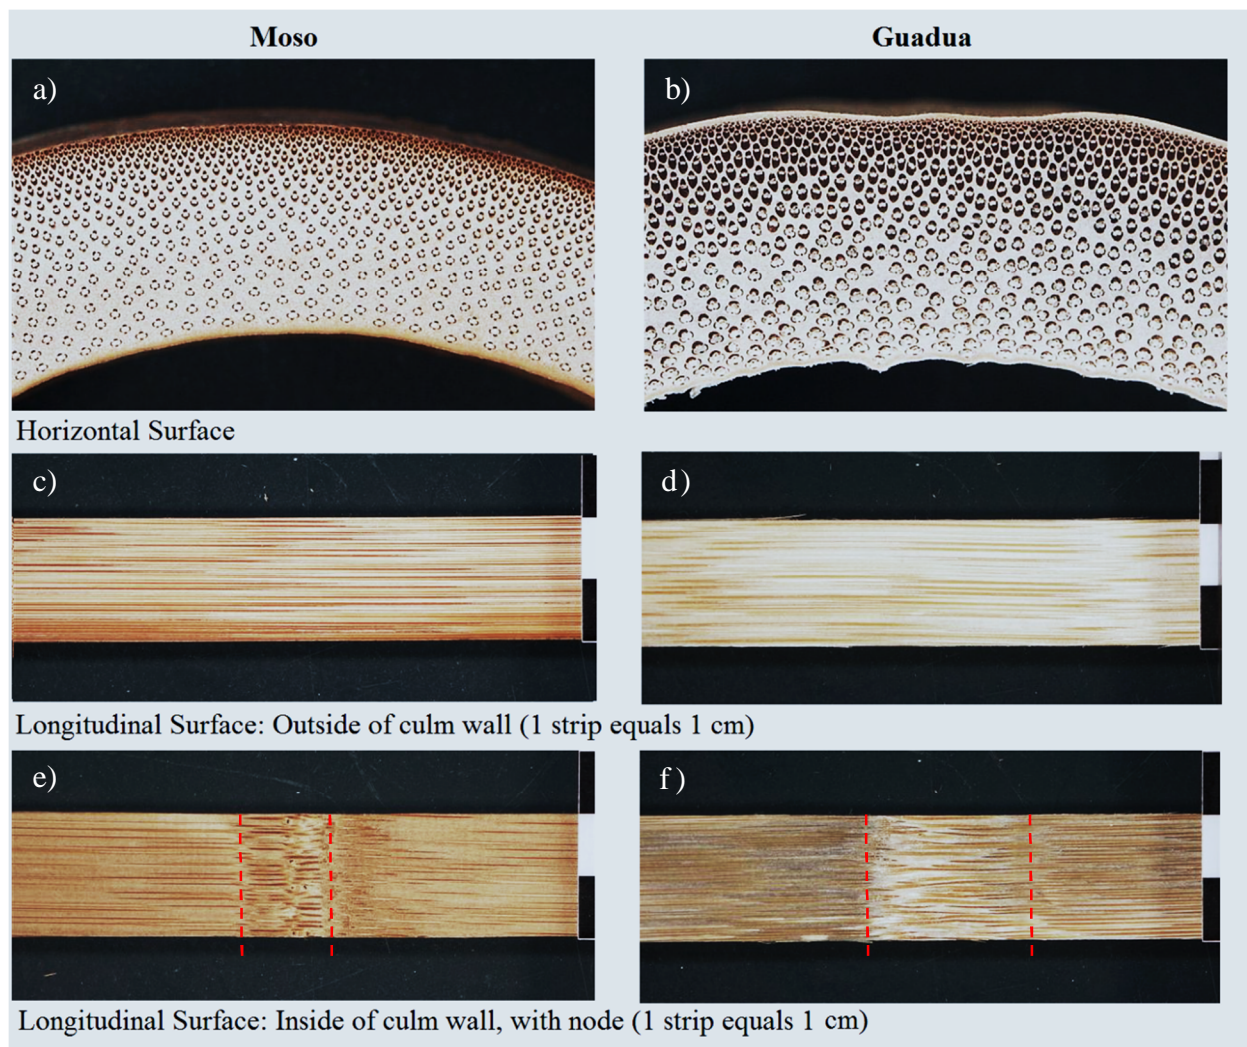 Moso Guadua
a) b)
Horizontal Surface
c) d)
Longitudinal Surface: Outside of culm wall (1 strip equals 1 cm)
e) f)
Longitudinal Surface: Inside of culm wall, with node (1 strip equals 1 cm)